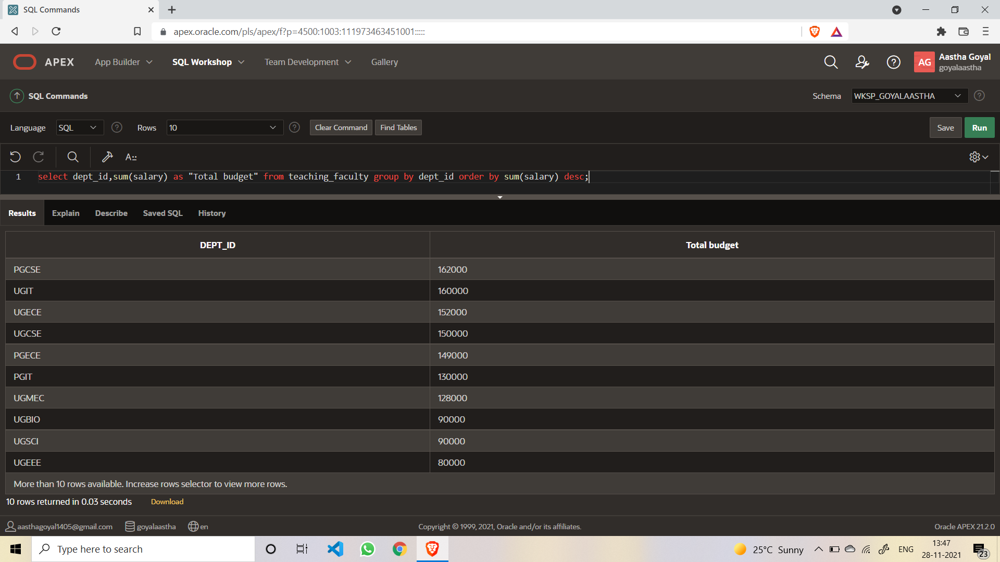 SQL Commands
apex.oracle.com/pls/apex/f?p=4500:1003:111973463451001:::::
APEX App Builder SQL Workshop Team Development Gallery AG Aastha Goyal
goyalaastha
SQL Commands Schema WKSP_GOYALAASTHA
Language SQL Rows 10 Clear Command Find Tables Save Run
1 select dept_id,sum(salary) as "Total budget" from teaching_faculty group by dept_id order by sum(salary) desc;
Results Explain Describe Saved SQL History
DEPT_ID Total budget
PGCSE 162000
UGIT 160000
UGECE 152000
UGCSE 150000
PGECE 149000
PGIT 130000
UGMEC 128000
UGBIO 90000
UGSCI 90000
UGEEE 80000
More than 10 rows available. Increase rows selector to view more rows.
10 rows returned in 0.03 seconds Download
aasthagoyal1405@gmail.com goyalaastha en Copyright © 1999, 2021, Oracle and/or its affiliates. Oracle APEX 21.2.0
Type here to search 25°C Sunny ENG 13:47
28-11-2021 23